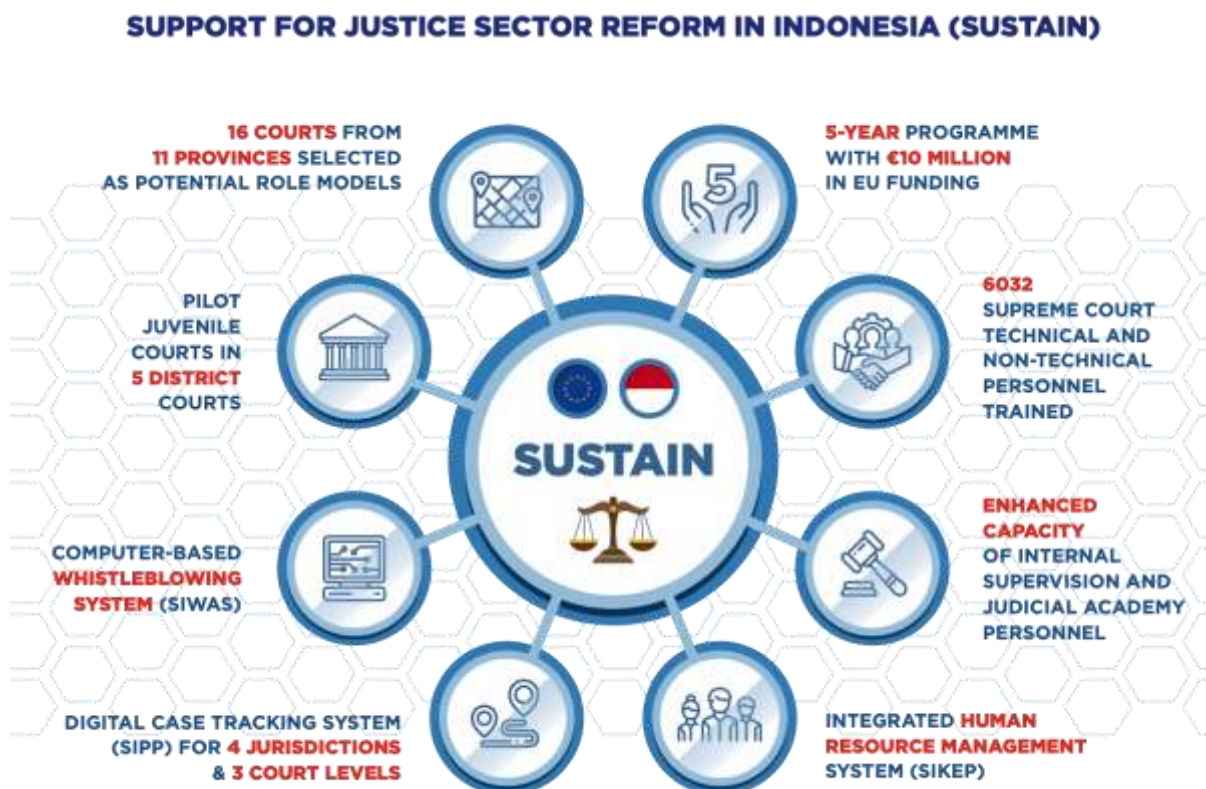 SUPPORT FOR JUSTICE SECTOR REFORM IN INDONESIA (SUSTAIN)
16 COURTS FROM
11 PROVINCES SELECTED
AS POTENTIAL ROLE MODELS
5-YEAR PROGRAMME
WITH €10 MILLION
IN EU FUNDING
5
PILOT
JUVENILE
COURTS IN
5 DISTRICT
COURTS
6032
SUPREME COURT
TECHNICAL AND
NON-TECHNICAL
PERSONNEL
TRAINED
SUSTAIN
COMPUTER-BASED
WHISTLEBLOWING
SYSTEM (SIWAS)
ENHANCED
CAPACITY
OF INTERNAL
SUPERVISION AND
JUDICIAL ACADEMY
PERSONNEL
DIGITAL CASE TRACKING SYSTEM
(SIPP) FOR 4 JURISDICTIONS
& 3 COURT LEVELS
INTEGRATED HUMAN
RESOURCE MANAGEMENT
SYSTEM (SIKEP)